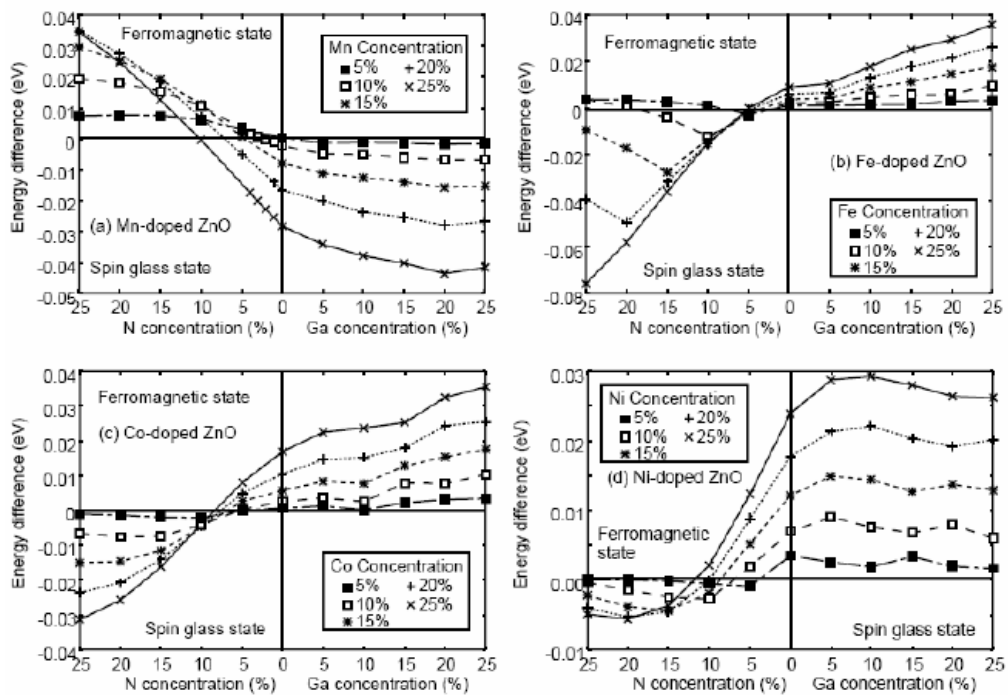 0.04
0.03
0.02
0.01
0
-0.01
-0.02
-0.03
-0.04
-0.05
Energy difference (eV)
Ferromagnetic state
Mn Concentration
5% 20%
10% 25%
15%
(a) Mn-doped ZnO
Spin glass state
25 20 15 10 5 0 5 10 15 20 25
N concentration (%) Ga concentration (%)
0.04
0.02
0
-0.02
-0.04
-0.06
-0.08
Energy difference (eV)
Ferromagnetic state
(b) Fe-doped ZnO
Fe Concentration
5% 20%
10% 25%
15%
Spin glass state
25 20 15 10 5 0 5 10 15 20 25
N concentration (%) Ga concentration (%)
0.04
0.03
0.02
0.01
0
-0.01
-0.02
-0.03
-0.04
Energy difference (eV)
Ferromagnetic state
(c) Co-doped ZnO
Co Concentration
5% 20%
10% 25%
15%
Spin glass state
25 20 15 10 5 0 5 10 15 20 25
N concentration (%) Ga concentration (%)
0.03
0.02
0.01
0.00
-0.01
Energy difference (eV)
Ni Concentration
5% 20%
10% 25%
15%
(d) Ni-doped ZnO
Ferromagnetic
state
Spin glass state
25 20 15 10 5 0 5 10 15 20 25
N concentration (%) Ga concentration (%)